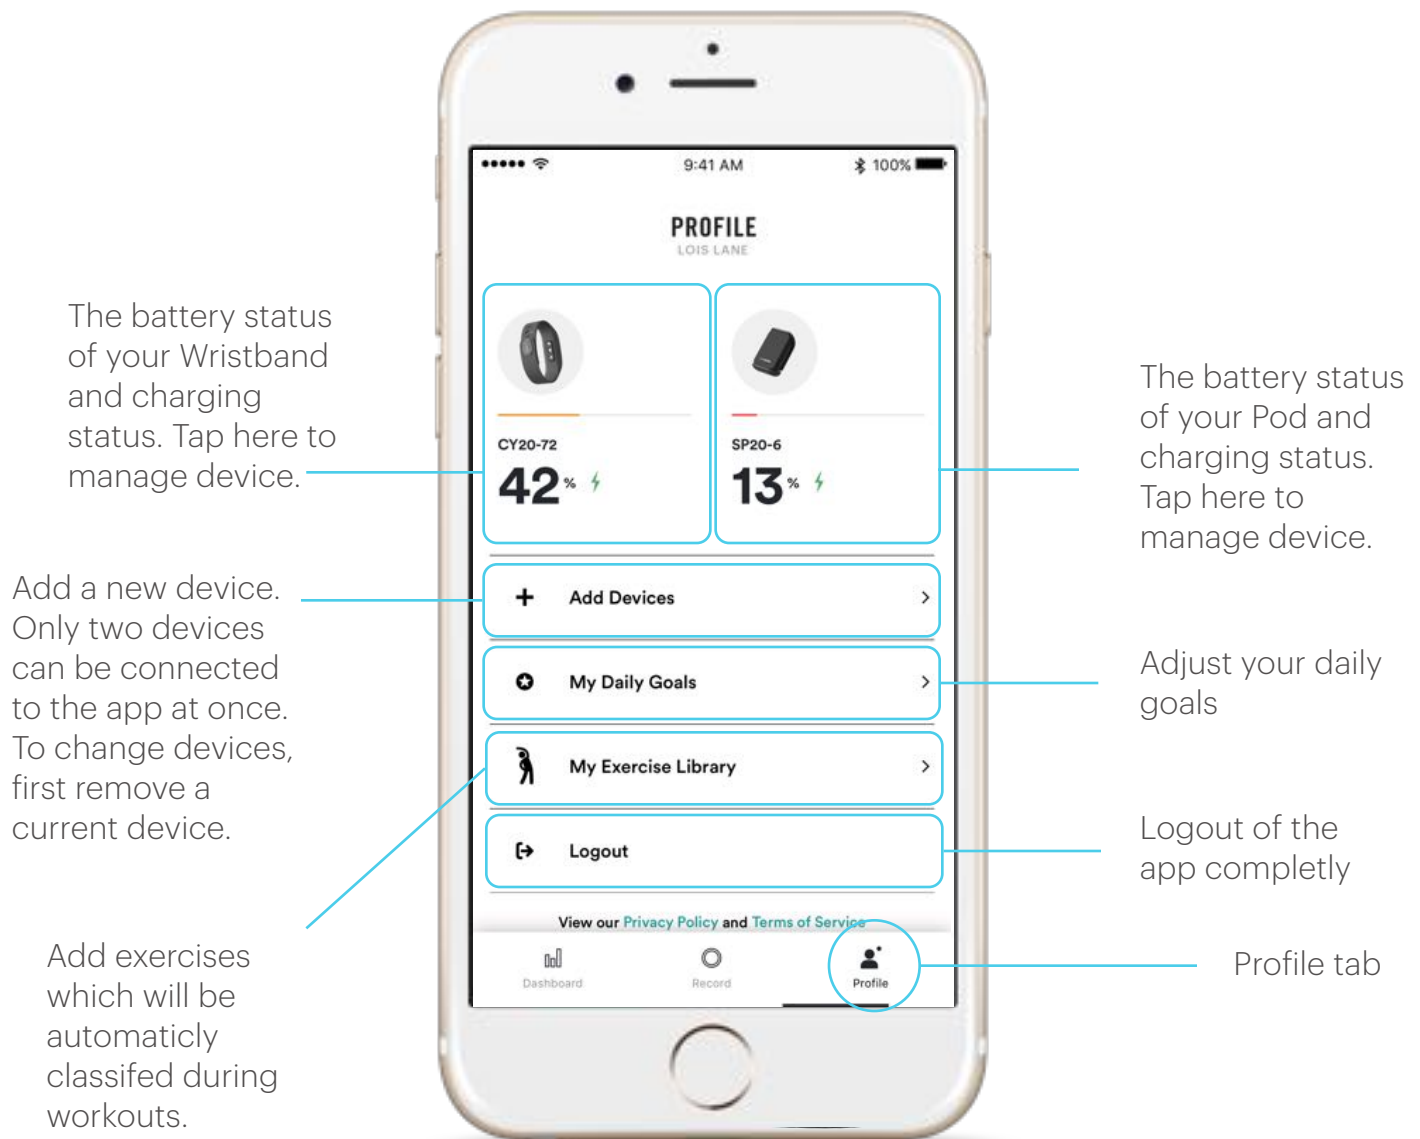 9:41 AM
100%
PROFILE
LOIS LANE
The battery status
of your Wristband
and charging
status. Tap here to
manage device.
CY20-72
42%
SP20-6
13%
The battery status
of your Pod and
charging status.
Tap here to
manage device.
Add a new device.
Only two devices
can be connected
to the app at once.
To change devices,
first remove a
current device.
Add Devices
My Daily Goals
Adjust your daily
goals
My Exercise Library
Add exercises
which will be
automaticly
classifed during
workouts.
Logout
Logout of the
app completly
View our Privacy Policy and Terms of Service
Dashboard
Record
Profile
Profile tab